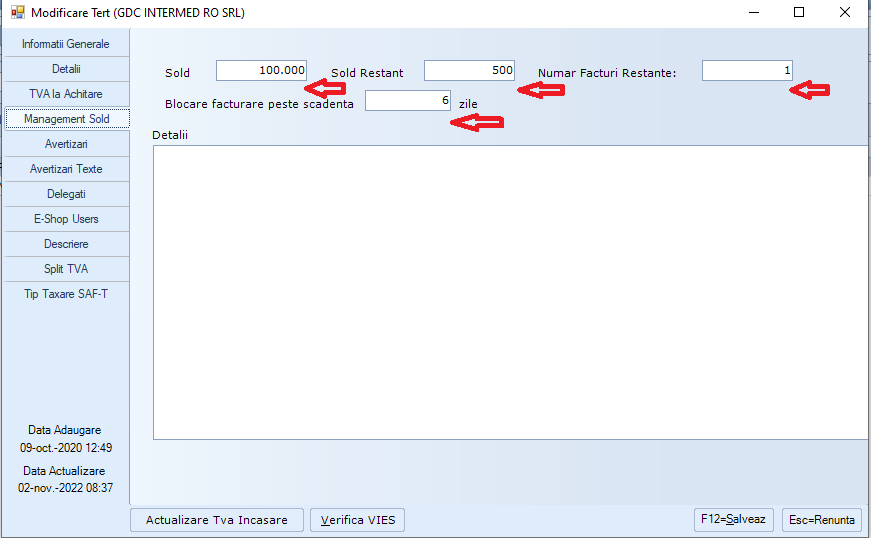 Modificare Tert (GDC INTERMED RO SRL)
Informatii Generale
Detalii
TVA la Achitare
Management Sold
Avertizari
Avertizari Texte
Delegati
E-Shop Users
Descriere
Split TVA
Tip Taxare SAF-T
Data Adaugare
09-oct.-2020 12:49
Data Actualizare
02-nov.-2022 08:37
Sold 100.000 Sold Restant 500 Numar Facturi Restante: 1
Blocare facturare peste scadenta 6 zile
Detalii
Actualizare Tva Incasare Verifica VIES F12=Salveaz Esc=Renunta